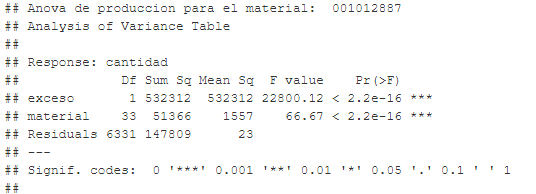 ## Anova de produccion para el material:  001012887
## Analysis of Variance Table
##
## Response: cantidad
##             Df Sum Sq Mean Sq  F value    Pr(>F)
## exceso       1 532312  532312 22800.12 < 2.2e-16 ***
## material    33  51366    1557    66.67 < 2.2e-16 ***
## Residuals 6331 147809      23
## ---
## Signif. codes:  0 '***' 0.001 '**' 0.01 '*' 0.05 '.' 0.1 ' ' 1
##